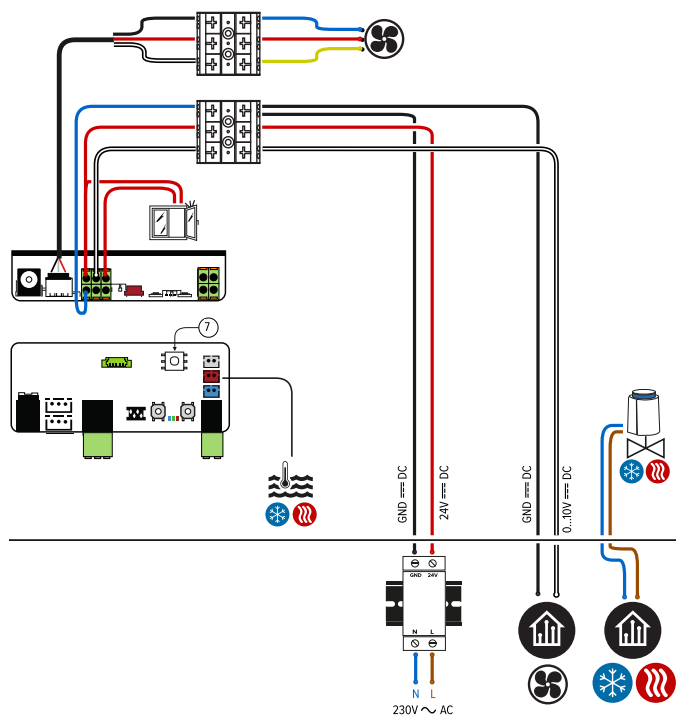 7
GND ⎓ DC
24V ⎓ DC
GND ⎓ DC
0...10V ⎓ DC
GND 24V
N L
N L
230V ~ AC